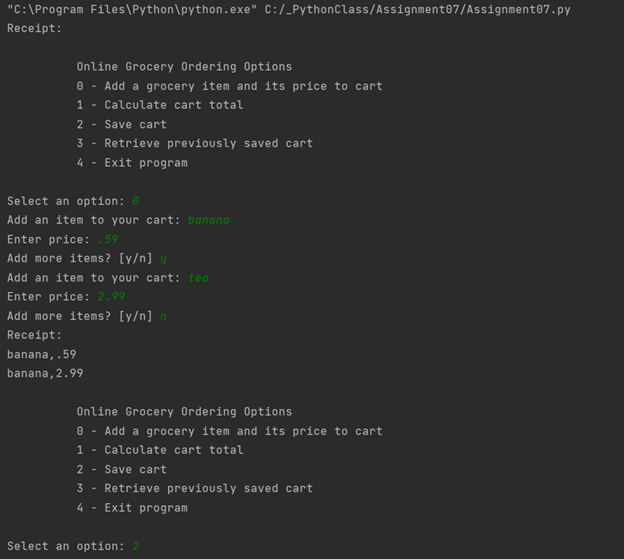 "C:\Program Files\Python\python.exe" C:/_PythonClass/Assignment07/Assignment07.py
Receipt:
Online Grocery Ordering Options
0 - Add a grocery item and its price to cart
1 - Calculate cart total
2 - Save cart
3 - Retrieve previously saved cart
4 - Exit program
Select an option: 0
Add an item to your cart: banana
Enter price: .59
Add more items? [y/n] y
Add an item to your cart: tea
Enter price: 2.99
Add more items? [y/n] n
Receipt:
banana,.59
banana,2.99
Online Grocery Ordering Options
0 - Add a grocery item and its price to cart
1 - Calculate cart total
2 - Save cart
3 - Retrieve previously saved cart
4 - Exit program
Select an option: 2